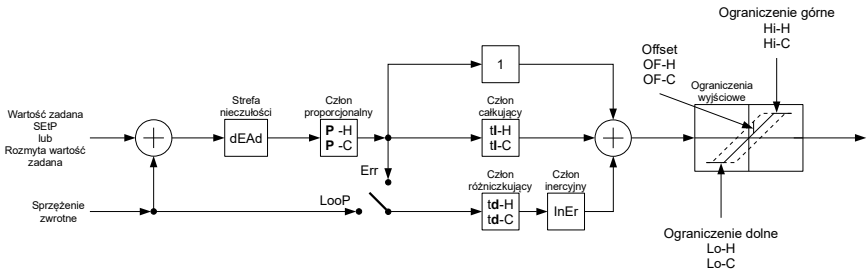 Ograniczenie górne
Hi-H
Hi-C
Offset
OF-H
OF-C
Ograniczenia
wyjściowe
1
Wartość zadana
SEtP
lub
Rozmyta wartość
zadana
Strefa
nieczułości
dEAd
Człon
proporcjonalny
P -H
P -C
Człon
całkujący
tI-H
tI-C
Err
LooP
Sprzężenie
zwrotne
Człon
różniczkujący
td-H
td-C
Człon
inercyjny
InEr
Ograniczenie dolne
Lo-H
Lo-C